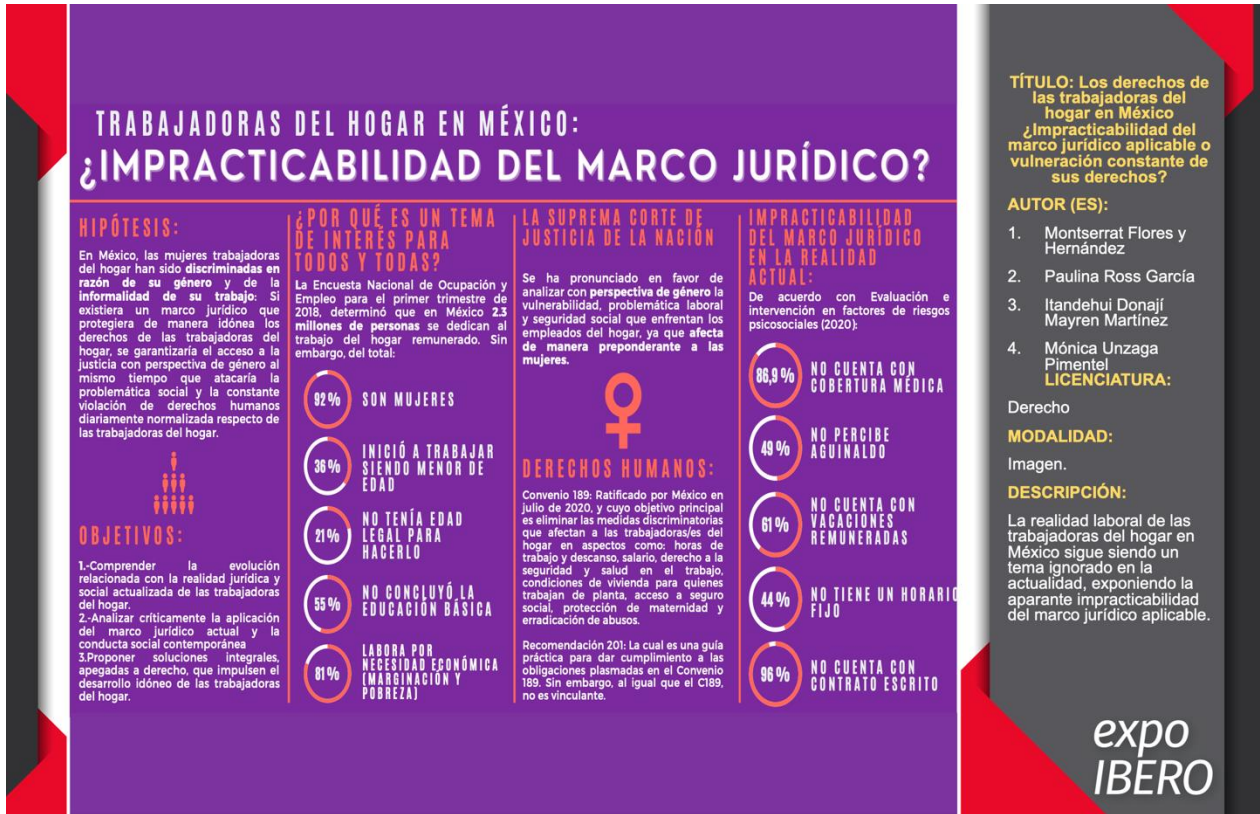 TRABAJADORAS DEL HOGAR EN MÉXICO:
¿IMPRACTICABILIDAD DEL MARCO JURÍDICO?
HIPÓTESIS:
En México, las mujeres trabajadoras
del hogar han sido discriminadas en
razón de su género y de la
informalidad de su trabajo: Si
existiera un marco jurídico que
protegiera de manera idónea los
derechos de las trabajadoras del
hogar, se garantizaría el acceso a la
justicia con perspectiva de género al
mismo tiempo que atacaría la
problemática social y la constante
violación de derechos humanos
diariamente normalizada respecto de
las trabajadoras del hogar.
OBJETIVOS:
1.-Comprender la evolución
relacionada con la realidad jurídica y
social actualizada de las trabajadoras
del hogar.
2.-Analizar críticamente la aplicación
del marco jurídico actual y la
conducta social contemporánea
3.Proponer soluciones integrales,
apegadas a derecho, que impulsen el
desarrollo idóneo de las trabajadoras
del hogar.
¿POR QUÉ ES UN TEMA
DE INTERÉS PARA
TODOS Y TODAS?
La Encuesta Nacional de Ocupación y
Empleo para el primer trimestre de
2018, determinó que en México 2.3
millones de personas se dedican al
trabajo del hogar remunerado. Sin
embargo, del total:
92% SON MUJERES
36% INICIÓ A TRABAJAR
SIENDO MENOR DE
EDAD
21% NO TENÍA EDAD
LEGAL PARA
HACERLO
55% NO CONCLUYÓ LA
EDUCACIÓN BÁSICA
81% LABORA POR
NECESIDAD ECONÓMICA
(MARGINACIÓN Y
POBREZA)
LA SUPREMA CORTE DE
JUSTICIA DE LA NACIÓN
Se ha pronunciado en favor de
analizar con perspectiva de género la
vulnerabilidad, problemática laboral
y seguridad social que enfrentan los
empleados del hogar, ya que afecta
de manera preponderante a las
mujeres.
DERECHOS HUMANOS:
Convenio 189: Ratificado por México en
julio de 2020, y cuyo objetivo principal
es eliminar las medidas discriminatorias
que afectan a las trabajadoras/es del
hogar en aspectos como: horas de
trabajo y descanso, salario, derecho a la
seguridad y salud en el trabajo,
condiciones de vivienda para quienes
trabajan de planta, acceso a seguro
social, protección de maternidad y
erradicación de abusos.
Recomendación 201: La cual es una guía
práctica para dar cumplimiento a las
obligaciones plasmadas en el Convenio
189. Sin embargo, al igual que el C189,
no es vinculante.
IMPRACTICABILIDAD
DEL MARCO JURÍDICO
EN LA REALIDAD
ACTUAL:
De acuerdo con Evaluación e
intervención en factores de riesgos
psicosociales (2020):
86,9 % NO CUENTA CON
COBERTURA MÉDICA
49 % NO PERCIBE
AGUINALDO
61 % NO CUENTA CON
VACACIONES
REMUNERADAS
44 % NO TIENE UN HORARIO
FIJO
96 % NO CUENTA CON
CONTRATO ESCRITO
TÍTULO: Los derechos de
las trabajadoras del
hogar en México
¿Impracticabilidad del
marco jurídico aplicable o
vulneración constante de
sus derechos?
AUTOR (ES):
1. Montserrat Flores y
Hernández
2. Paulina Ross García
3. Itandehui Donají
Mayren Martínez
4. Mónica Unzaga
Pimentel
LICENCIATURA:
Derecho
MODALIDAD:
Imagen.
DESCRIPCIÓN:
La realidad laboral de las
trabajadoras del hogar en
México sigue siendo un
tema ignorado en la
actualidad, exponiendo la
aparante impracticabilidad
del marco jurídico aplicable.
expo
IBERO